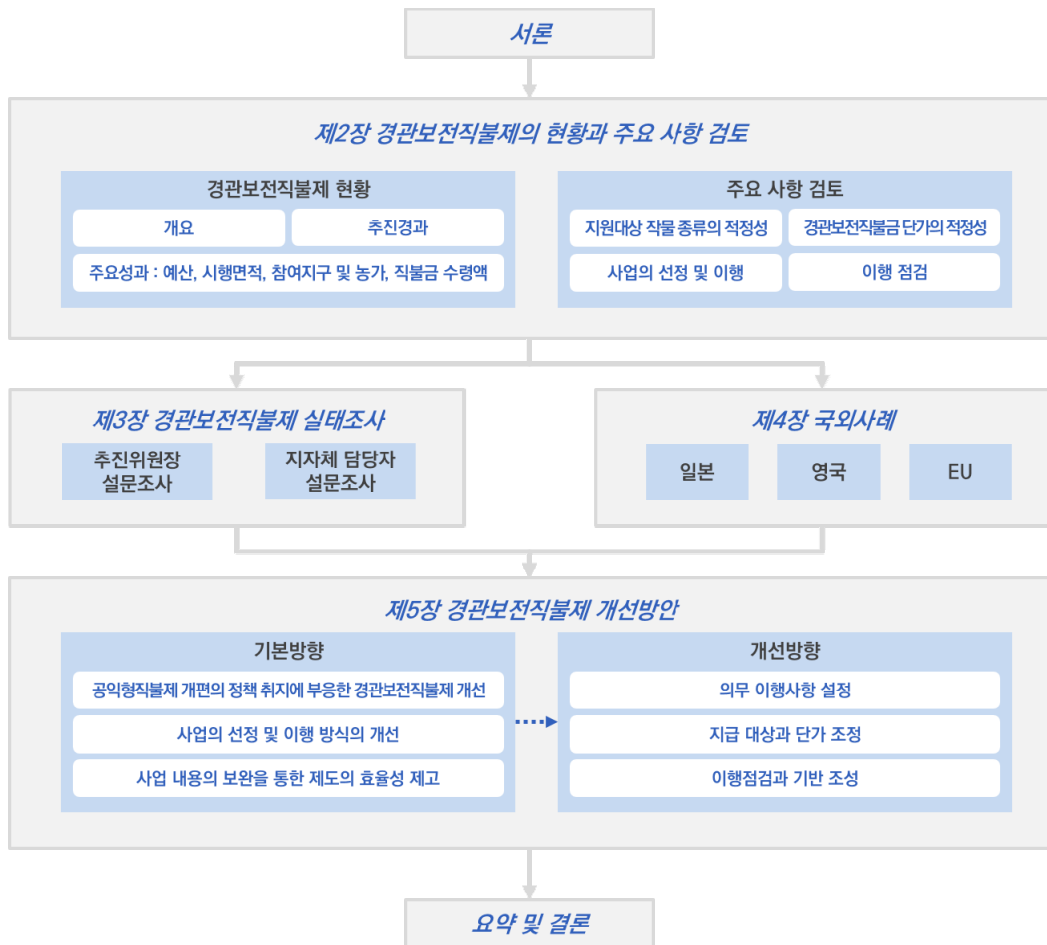 서론
제2장 경관보전직불제의 현황과 주요 사항 검토
경관보전직불제 현황
개요
추진경과
주요성과 : 예산, 시행면적, 참여지구 및 농가, 직불금 수령액
주요 사항 검토
지원대상 작물 종류의 적정성
경관보전직불금 단가의 적정성
사업의 선정 및 이행
이행 점검
제3장 경관보전직불제 실태조사
추진위원장
설문조사
지자체 담당자
설문조사
제4장 국외사례
일본
영국
EU
제5장 경관보전직불제 개선방안
기본방향
공익형직불제 개편의 정책 취지에 부응한 경관보전직불제 개선
사업의 선정 및 이행 방식의 개선
사업 내용의 보완을 통한 제도의 효율성 제고
개선방향
의무 이행사항 설정
지급 대상과 단가 조정
이행점검과 기반 조성
요약 및 결론